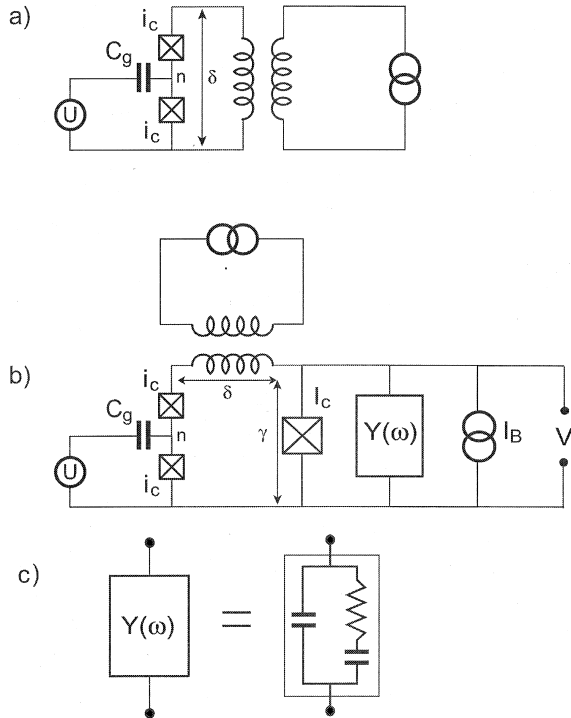 a)
i_c
C_g
n
δ
U
i_c
b)
i_c
δ
I_c
C_g
n
γ
Y(ω)
I_B
V
U
i_c
c)
Y(ω)
=